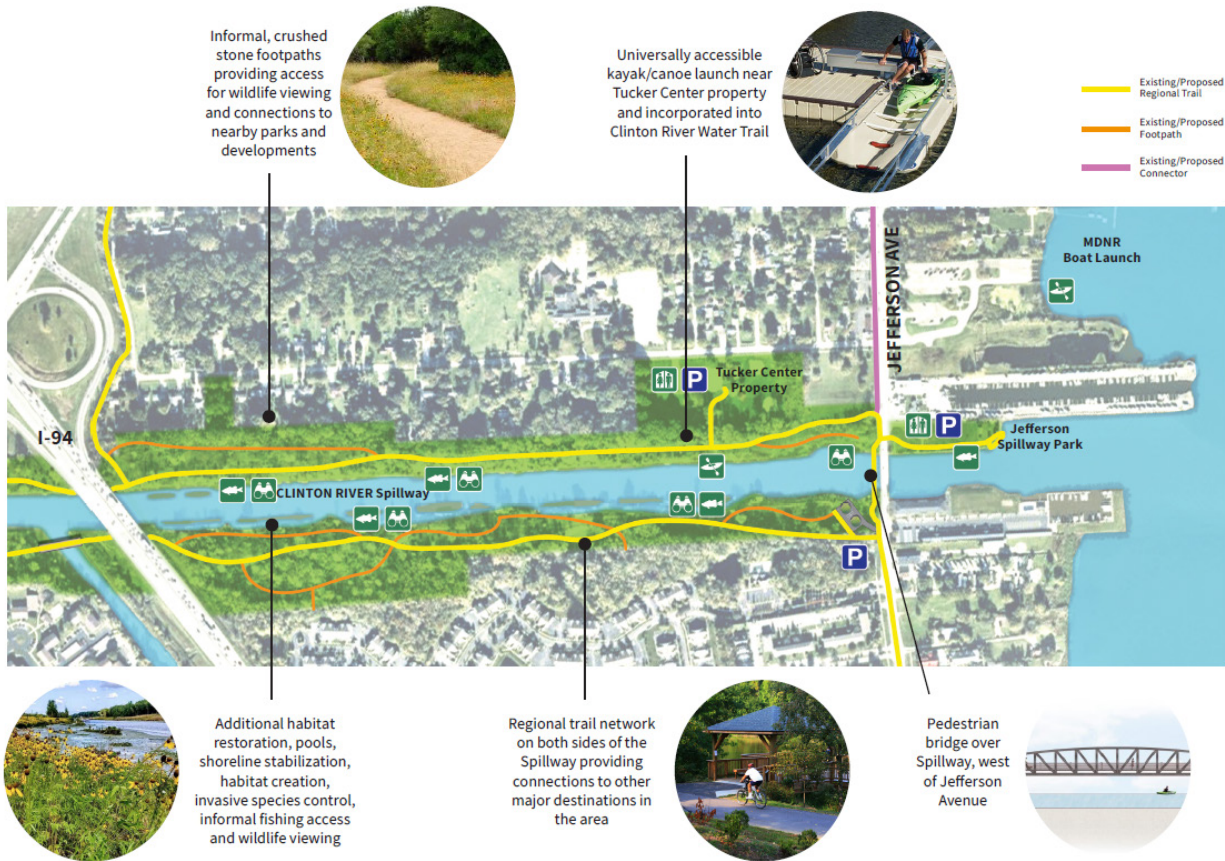 Informal, crushed
stone footpaths
providing access
for wildlife viewing
and connections to
nearby parks and
developments
Universally accessible
kayak/canoe launch near
Tucker Center property
and incorporated into
Clinton River Water Trail
Existing/Proposed
Regional Trail
Existing/Proposed
Footpath
Existing/Proposed
Connector
MDNR
Boat Launch
JEFFERSON AVE
P
Tucker Center
Property
P
Jefferson
Spillway Park
I-94
CLINTON RIVER Spillway
P
Additional habitat
restoration, pools,
shoreline stabilization,
habitat creation,
invasive species control,
informal fishing access
and wildlife viewing
Regional trail network
on both sides of the
Spillway providing
connections to other
major destinations in
the area
Pedestrian
bridge over
Spillway, west
of Jefferson
Avenue